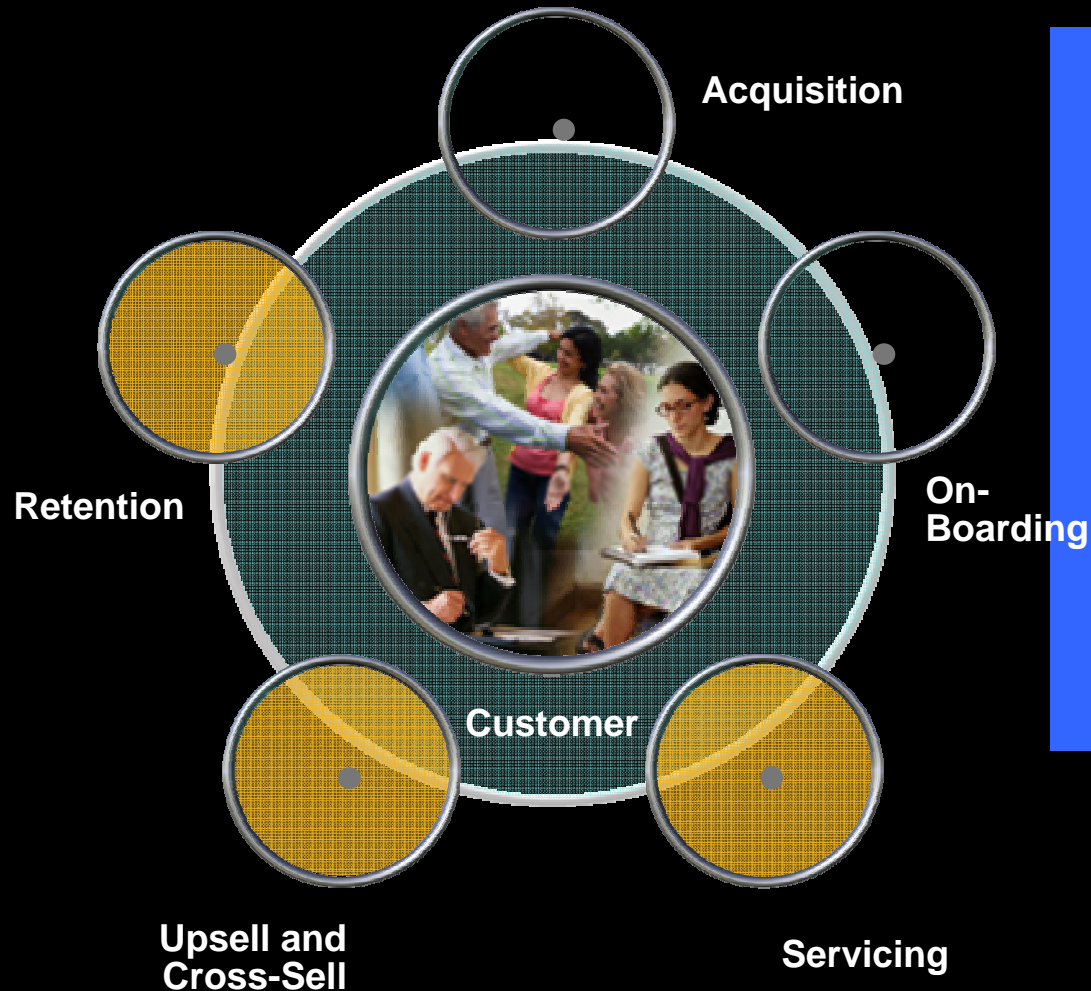 Acquisition
Retention
On-
Boarding
Customer
Upsell and
Cross-Sell
Servicing